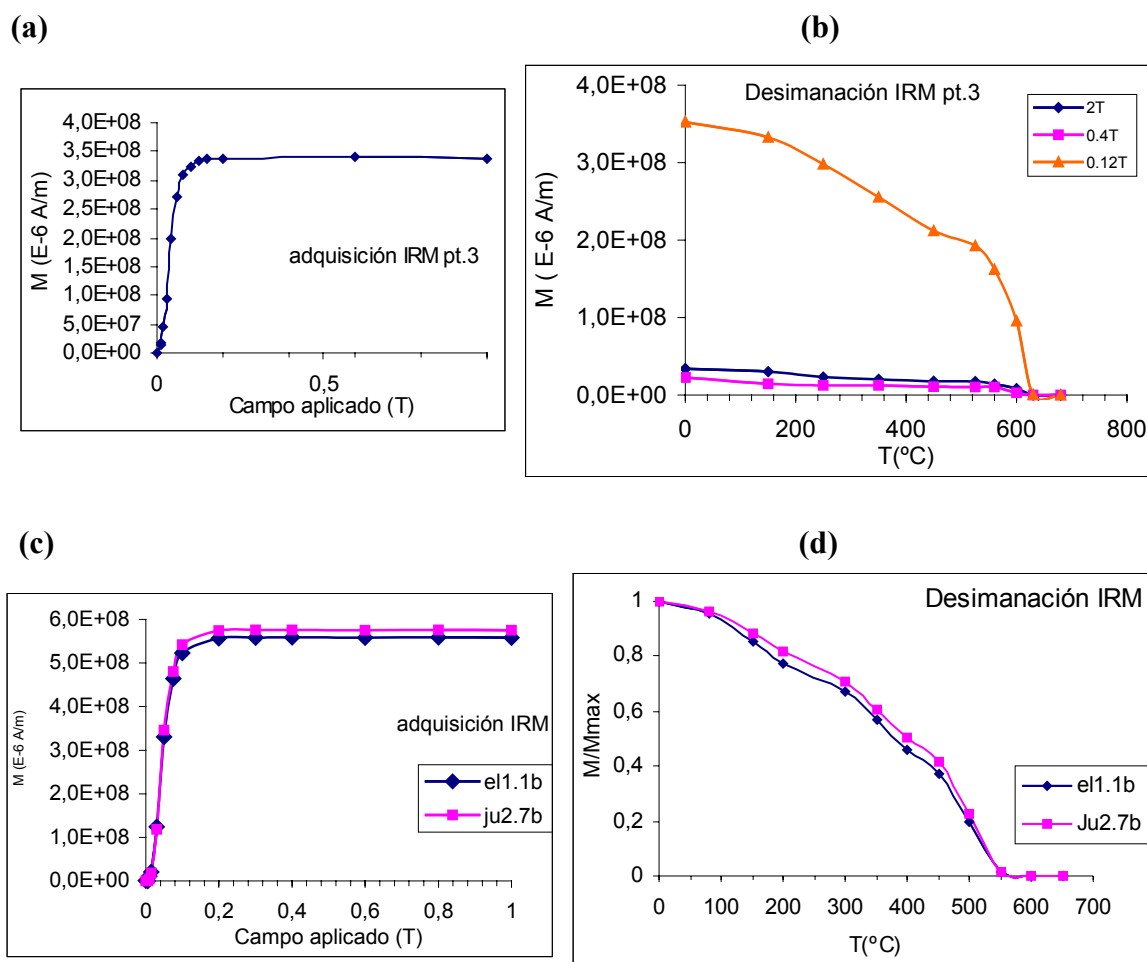 (a)
4,0E+08
3,5E+08
3,0E+08
2,5E+08
2,0E+08
1,5E+08
1,0E+08
5,0E+07
0,0E+00
M (E-6 A/m)
adquisición IRM pt.3
0
0,5
Campo aplicado (T)
(b)
Desimanación IRM pt.3
4,0E+08
3,0E+08
2,0E+08
1,0E+08
0,0E+00
M ( E-6 A/m)
2T
0.4T
0.12T
0
200
400
600
800
T(ºC)
(c)
6,0E+08
5,0E+08
4,0E+08
3,0E+08
2,0E+08
1,0E+08
0,0E+00
M (E-6 A/m)
adquisición IRM
el1.1b
ju2.7b
0
0,2
0,4
0,6
0,8
1
Campo aplicado (T)
(d)
Desimanación IRM
1
0,8
0,6
0,4
0,2
0
M/Mmax
el1.1b
Ju2.7b
0
100
200
300
400
500
600
700
T(ºC)